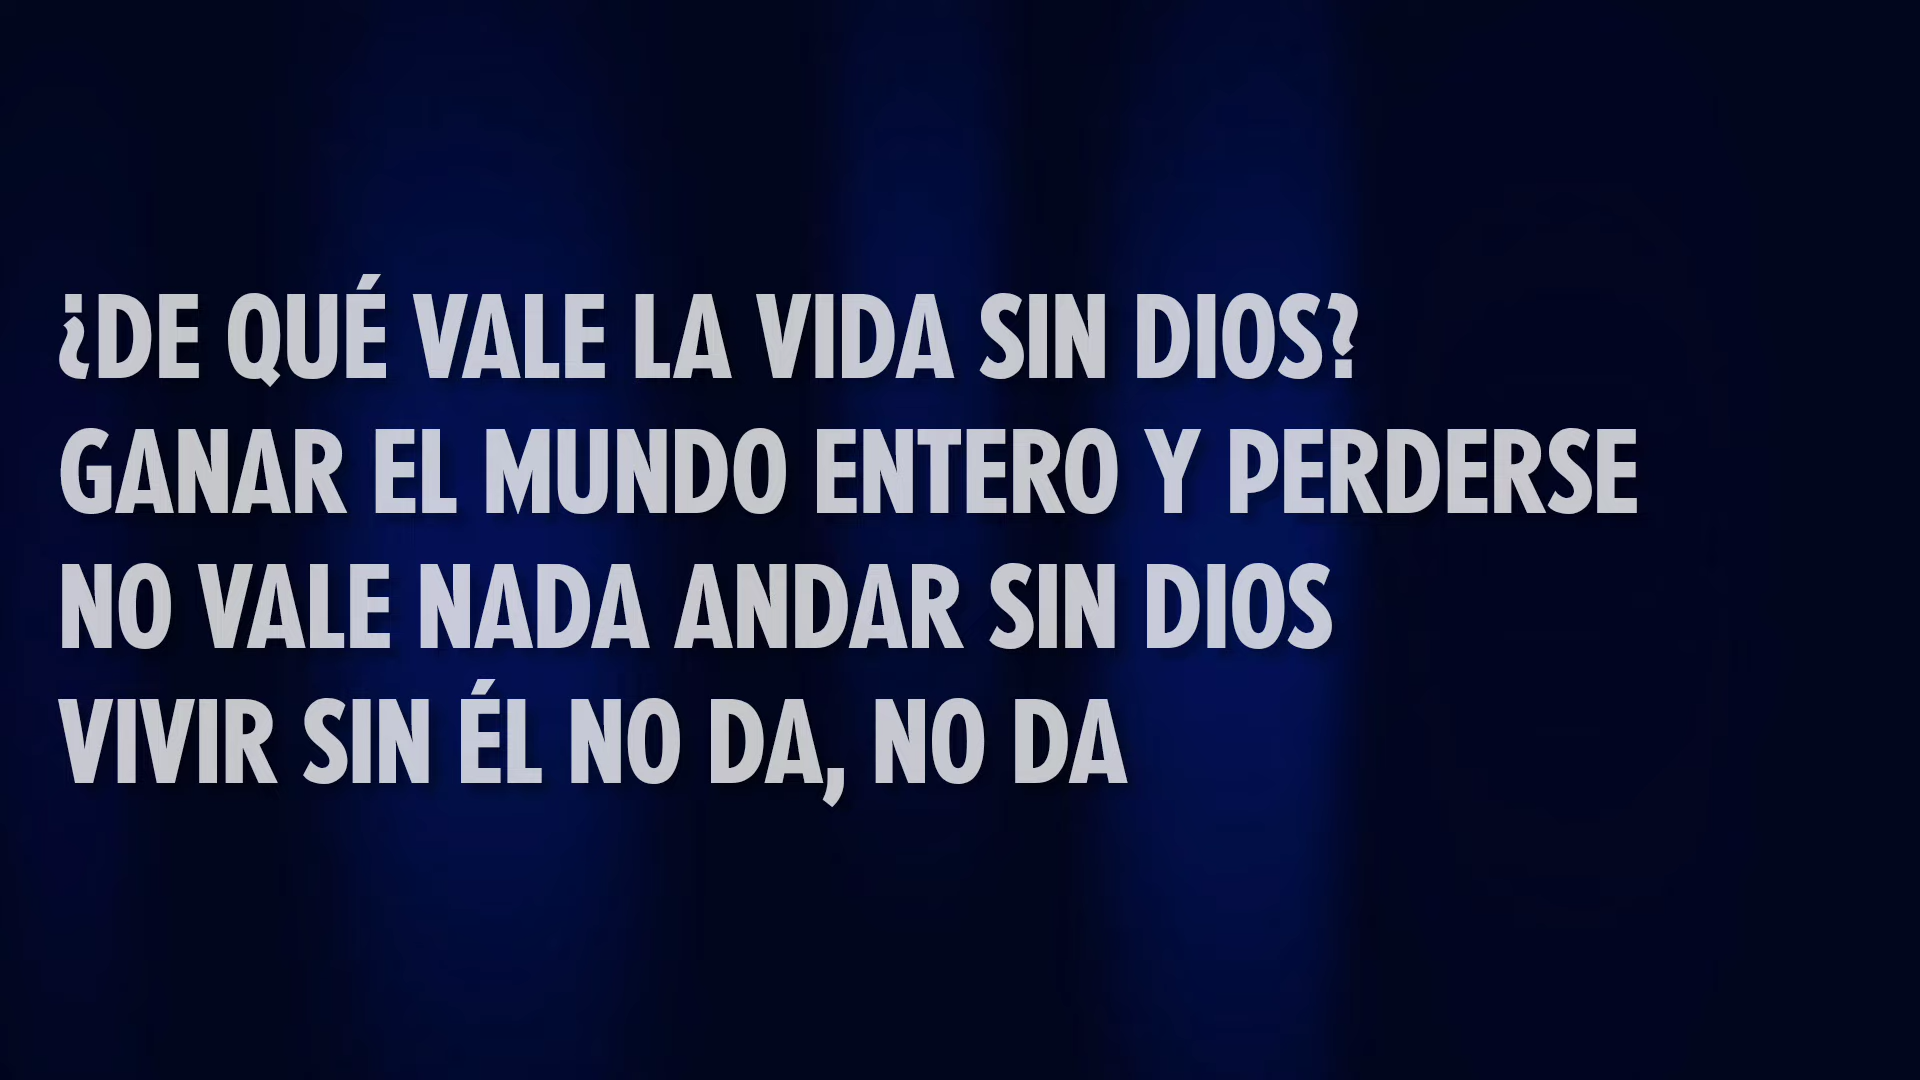 ¿DE QUÉ VALE LA VIDA SIN DIOS?
GANAR EL MUNDO ENTERO Y PERDERSE
NO VALE NADA ANDAR SIN DIOS
VIVIR SIN ÉL NO DA, NO DA